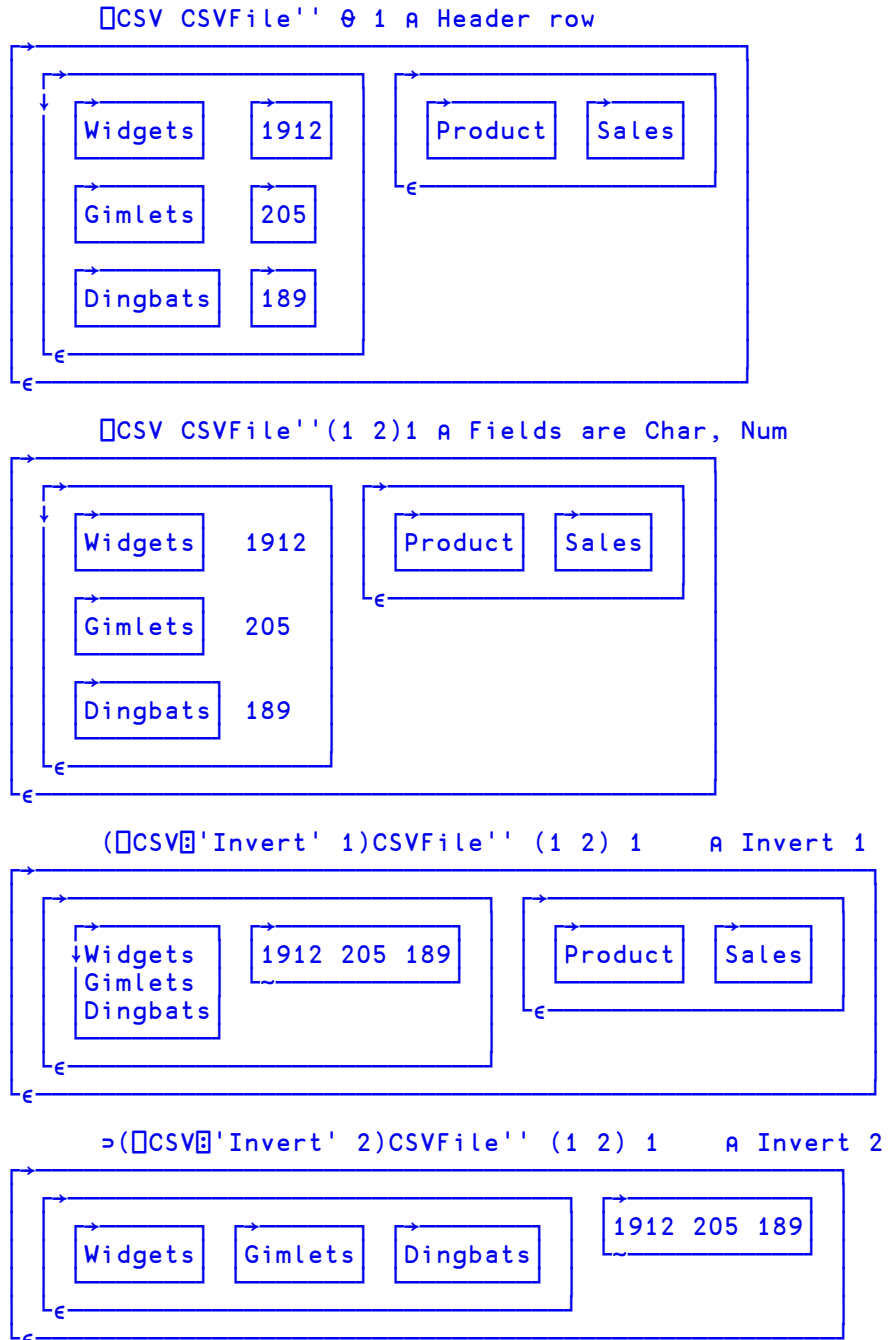 ⎕CSV CSVFile'' ⍬ 1 ⍝ Header row
Widgets 1912 Product Sales
Gimlets 205
Dingbats 189
⎕CSV CSVFile''(1 2)1 ⍝ Fields are Char, Num
Widgets 1912 Product Sales
Gimlets 205
Dingbats 189
(⎕CSV⍠'Invert' 1)CSVFile'' (1 2) 1 ⍝ Invert 1
Widgets 1912 205 189 Product Sales
Gimlets
Dingbats
⊃(⎕CSV⍠'Invert' 2)CSVFile'' (1 2) 1 ⍝ Invert 2
Widgets Gimlets Dingbats 1912 205 189